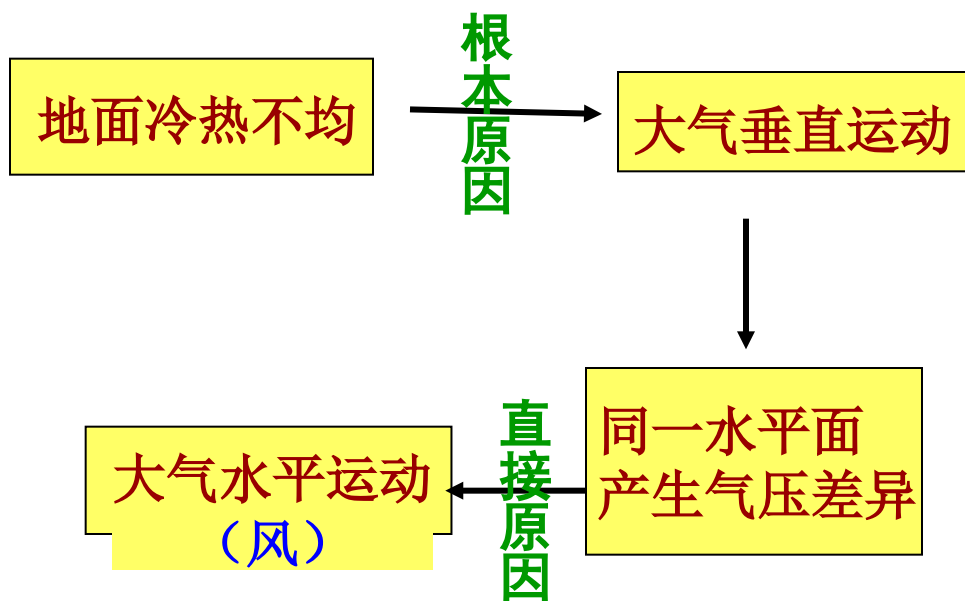 地面冷热不均
根本原因
大气垂直运动
同一水平面
产生气压差异
直接原因
大气水平运动
（风）